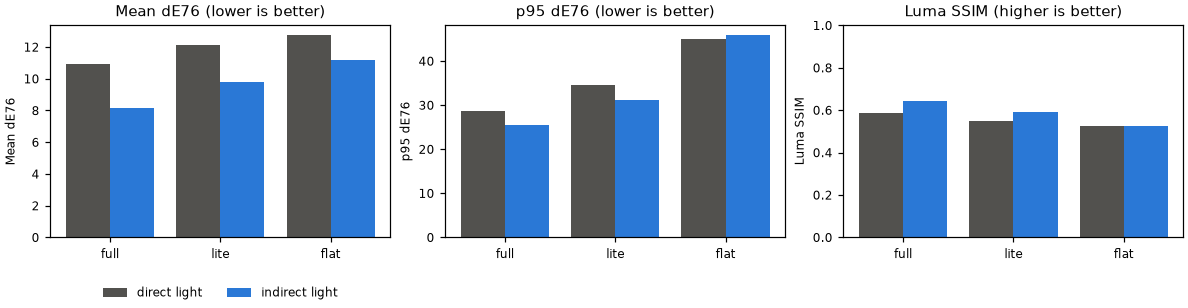 Mean dE76 (lower is better)
Mean dE76
0
2
4
6
8
10
12
full
lite
flat
p95 dE76 (lower is better)
p95 dE76
0
10
20
30
40
full
lite
flat
Luma SSIM (higher is better)
Luma SSIM
0.0
0.2
0.4
0.6
0.8
1.0
full
lite
flat
direct light
indirect light